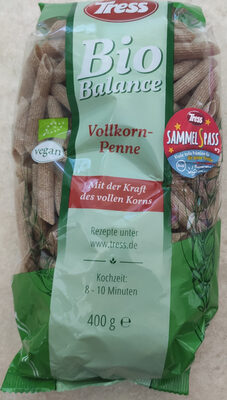 Tress
Bio
Balance
Vollkorn-
Penne
vegan
Tress
SAMMELSPASS
Mit der Kraft
des vollen Korns
Rezepte unter
www.tress.de
Kochzeit:
8 - 10 Minuten
400 g e